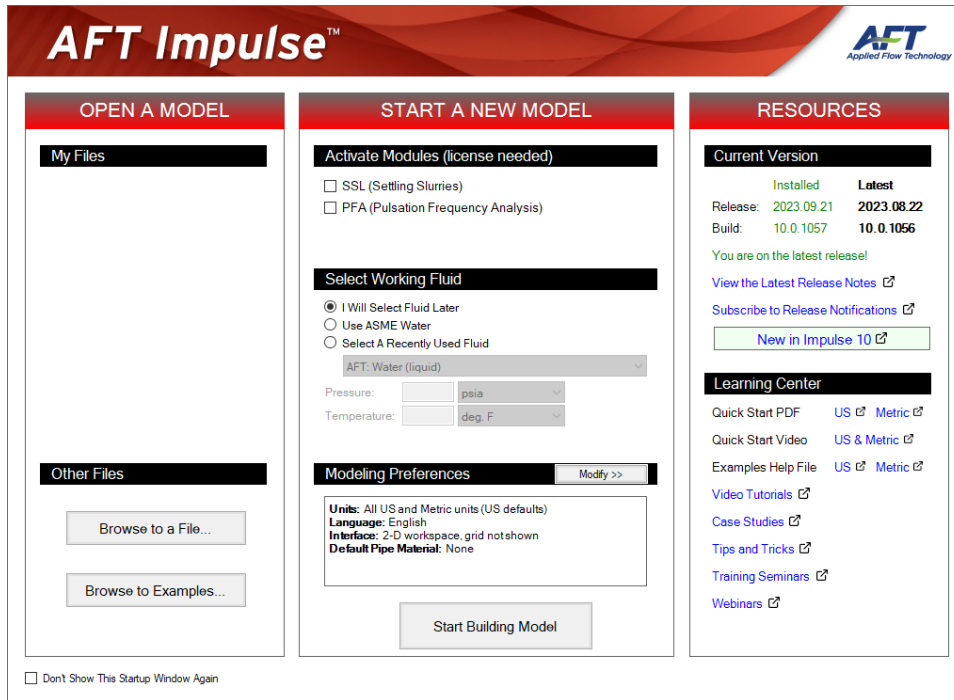 AFT Impulse™
AFT
Applied Flow Technology
OPEN A MODEL
My Files
Other Files
Browse to a File...
Browse to Examples...
START A NEW MODEL
Activate Modules (license needed)
SSL (Settling Slurries)
PFA (Pulsation Frequency Analysis)
Select Working Fluid
I Will Select Fluid Later
Use ASME Water
Select A Recently Used Fluid
AFT: Water (liquid)
Pressure: psia
Temperature: deg. F
Modeling Preferences Modify >>
Units: All US and Metric units (US defaults)
Language: English
Interface: 2-D workspace, grid not shown
Default Pipe Material: None
Start Building Model
RESOURCES
Current Version
Installed Latest
Release: 2023.09.21 2023.08.22
Build: 10.0.1057 10.0.1056
You are on the latest release!
View the Latest Release Notes
Subscribe to Release Notifications
New in Impulse 10
Learning Center
Quick Start PDF US Metric
Quick Start Video US & Metric
Examples Help File US Metric
Video Tutorials
Case Studies
Tips and Tricks
Training Seminars
Webinars
Don't Show This Startup Window Again